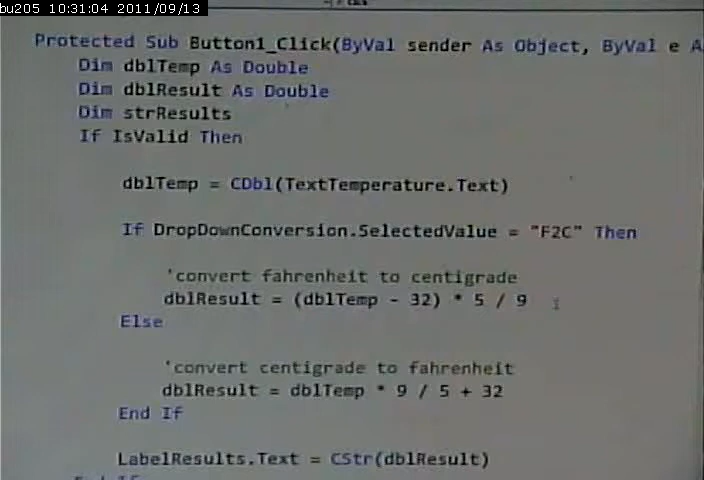 bu205 10:31:04 2011/09/13
Protected Sub Button1_Click(ByVal sender As Object, ByVal e A
Dim dblTemp As Double
Dim dblResult As Double
Dim strResults
If IsValid Then
dblTemp = CDbl(TextTemperature.Text)
If DropDownConversion.SelectedValue = "F2C" Then
'convert fahrenheit to centigrade
dblResult = (dblTemp - 32) * 5 / 9
Else
'convert centigrade to fahrenheit
dblResult = dblTemp * 9 / 5 + 32
End If
LabelResults.Text = CStr(dblResult)
End If